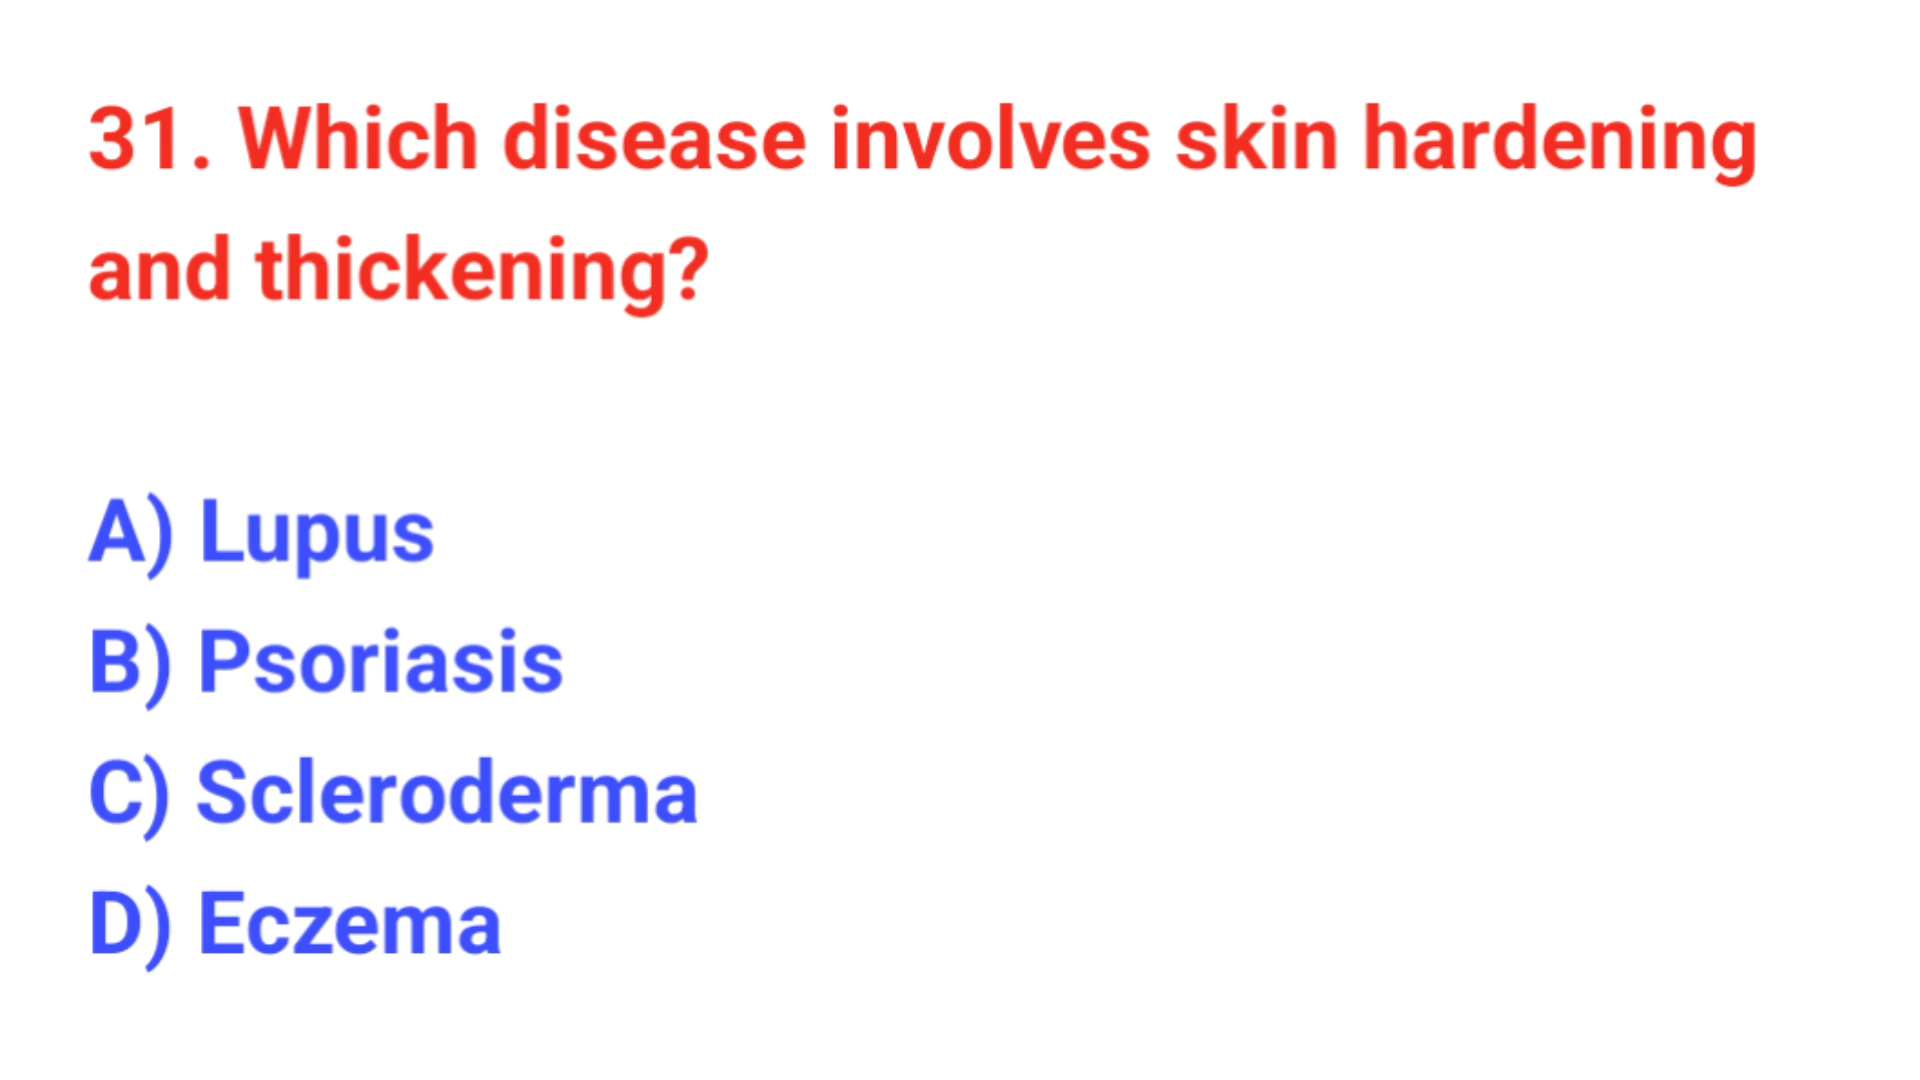 31. Which disease involves skin hardening
and thickening?
A) Lupus
B) Psoriasis
C) Scleroderma
D) Eczema